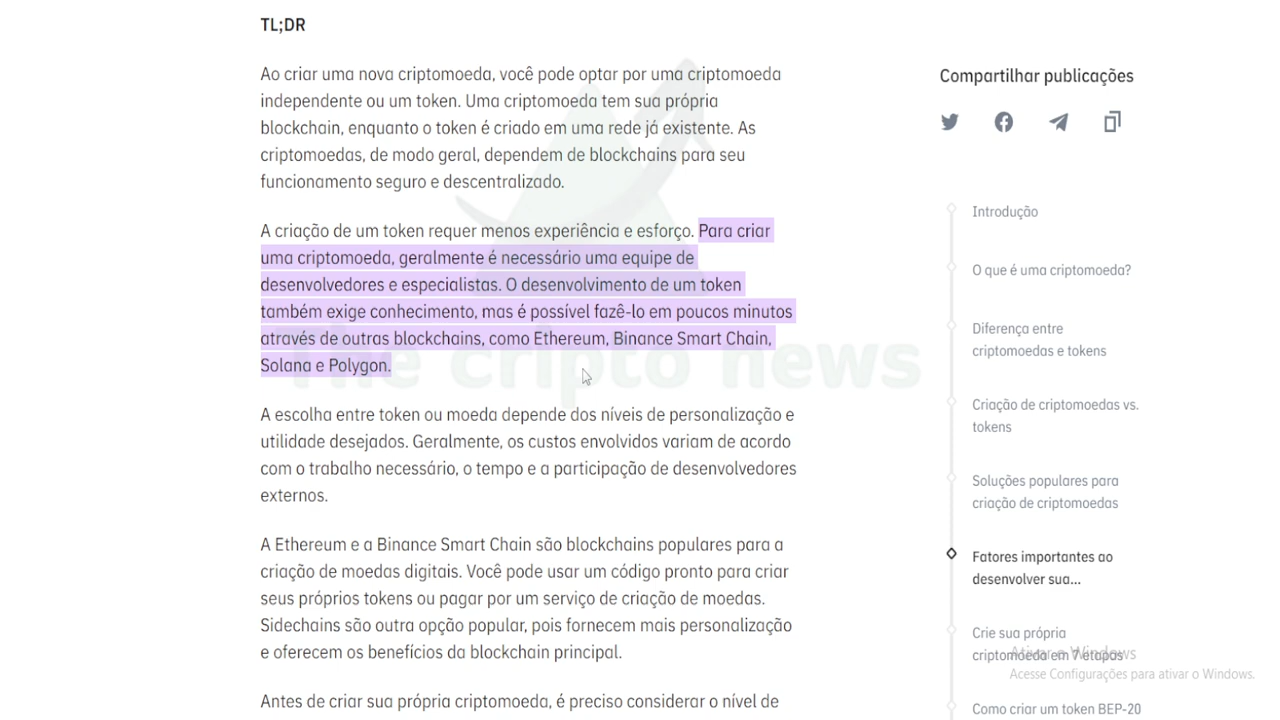 TL;DR
Ao criar uma nova criptomoeda, você pode optar por uma criptomoeda
independente ou um token. Uma criptomoeda tem sua própria
blockchain, enquanto o token é criado em uma rede já existente. As
criptomoedas, de modo geral, dependem de blockchains para seu
funcionamento seguro e descentralizado.
A criação de um token requer menos experiência e esforço. Para criar
uma criptomoeda, geralmente é necessário uma equipe de
desenvolvedores e especialistas. O desenvolvimento de um token
também exige conhecimento, mas é possível fazê-lo em poucos minutos
através de outras blockchains, como Ethereum, Binance Smart Chain,
Solana e Polygon.
The cripto news
A escolha entre token ou moeda depende dos níveis de personalização e
utilidade desejados. Geralmente, os custos envolvidos variam de acordo
com o trabalho necessário, o tempo e a participação de desenvolvedores
externos.
A Ethereum e a Binance Smart Chain são blockchains populares para a
criação de moedas digitais. Você pode usar um código pronto para criar
seus próprios tokens ou pagar por um serviço de criação de moedas.
Sidechains são outra opção popular, pois fornecem mais personalização
e oferecem os benefícios da blockchain principal.
Antes de criar sua própria criptomoeda, é preciso considerar o nível de
Compartilhar publicações
Introdução
O que é uma criptomoeda?
Diferença entre
criptomoedas e tokens
Criação de criptomoedas vs.
tokens
Soluções populares para
criação de criptomoedas
Fatores importantes ao
desenvolver sua...
Crie sua própria
criptomoeda em 7 etapas
Ativar o Windows
Acesse Configurações para ativar o Windows.
Como criar um token BEP-20